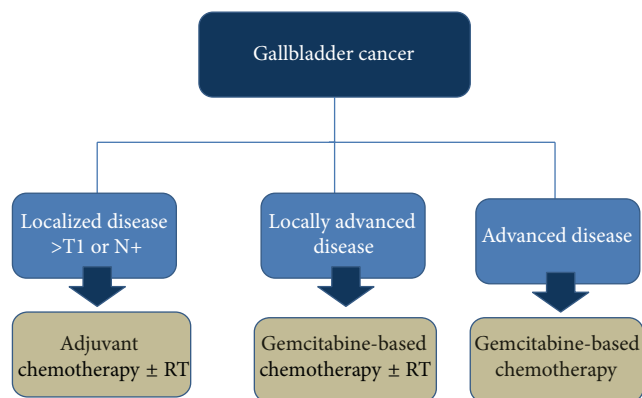 Gallbladder cancer
Localized disease
>T1 or N+
Locally advanced
disease
Advanced disease
Adjuvant
chemotherapy ± RT
Gemcitabine-based
chemotherapy ± RT
Gemcitabine-based
chemotherapy